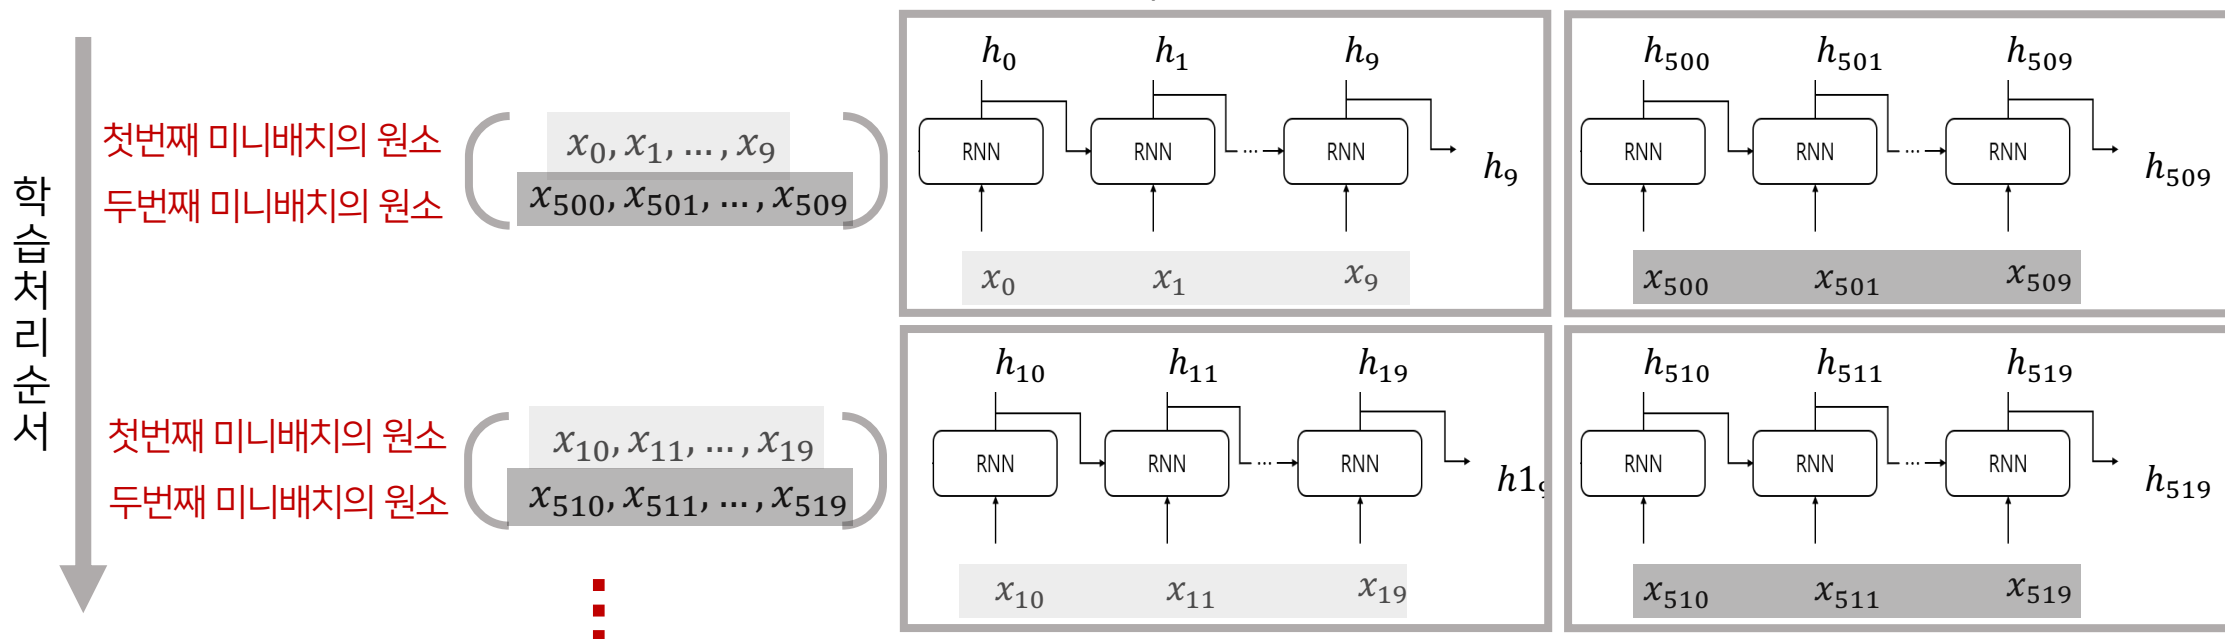 학습처리순서
첫번째 미니배치의 원소
두번째 미니배치의 원소
x₀, x₁, … , x₉
x₅₀₀, x₅₀₁, … , x₅₀₉
h₀ h₁ h₉
RNN RNN ... RNN
h₉
x₀ x₁ x₉
h₅₀₀ h₅₀₁ h₅₀₉
RNN RNN ... RNN
h₅₀₉
x₅₀₀ x₅₀₁ x₅₀₉
첫번째 미니배치의 원소
두번째 미니배치의 원소
x₁₀, x₁₁, … , x₁₉
x₅₁₀, x₅₁₁, … , x₅₁₉
h₁₀ h₁₁ h₁₉
RNN RNN ... RNN
h1₉
x₁₀ x₁₁ x₁₉
h₅₁₀ h₅₁₁ h₅₁₉
RNN RNN ... RNN
h₅₁₉
x₅₁₀ x₅₁₁ x₅₁₉